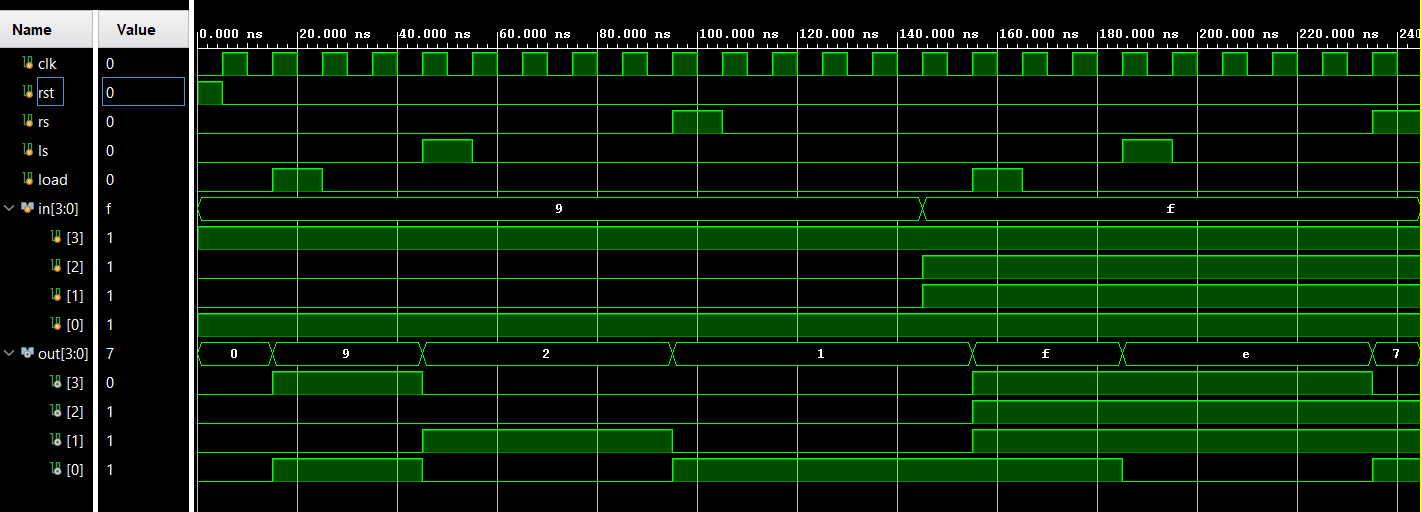 Name Value
0.000 ns 20.000 ns 40.000 ns 60.000 ns 80.000 ns 100.000 ns 120.000 ns 140.000 ns 160.000 ns 180.000 ns 200.000 ns 220.000 ns 240
clk 0
rst 0
rs 0
ls 0
load 0
in[3:0] f 9 f
[3] 1
[2] 1
[1] 1
[0] 1
out[3:0] 7 0 9 2 1 f e 7
[3] 0
[2] 1
[1] 1
[0] 1